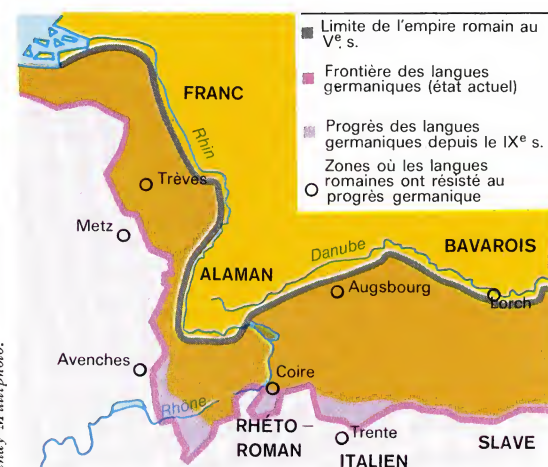 Limite de l'empire romain au
Ve. s.
Frontière des langues
germaniques (état actuel)
Progrès des langues
germaniques depuis le IXe s.
Zones où les langues
romaines ont résisté au
progrès germanique
FRANC
Rhin
Trèves
Metz
ALAMAN
Danube
BAVAROIS
Augsbourg
Lorch
Avenches
Coire
Rhône
RHÉTO-
ROMAN
Trente
ITALIEN
SLAVE